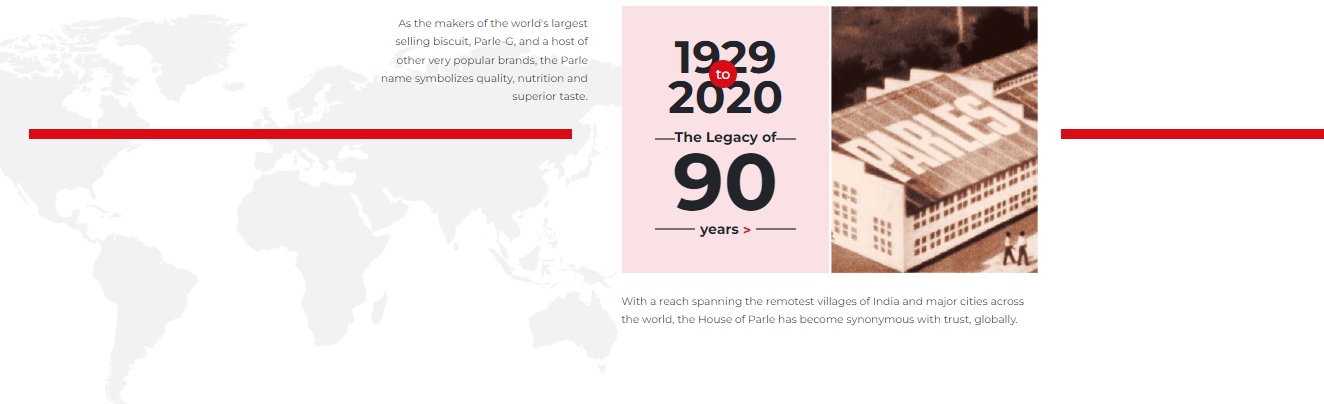 As the makers of the world's largest
selling biscuit, Parle-G, and a host of
other very popular brands, the Parle
name symbolizes quality, nutrition and
superior taste.
1929
to
2020
The Legacy of
90
years >
PARLES
With a reach spanning the remotest villages of India and major cities across
the world, the House of Parle has become synonymous with trust, globally.